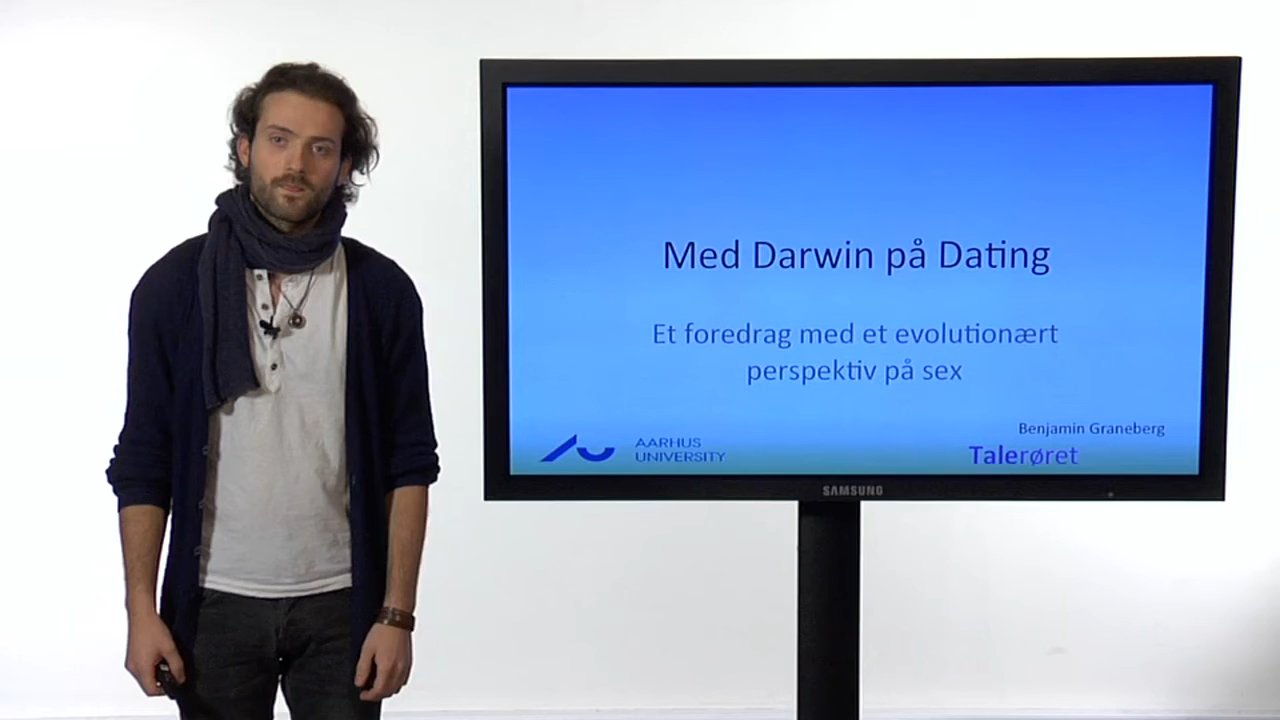 Med Darwin på Dating
Et foredrag med et evolutionært
perspektiv på sex
Benjamin Graneberg
AARHUS
UNIVERSITY
Talerøret
SAMSUNG